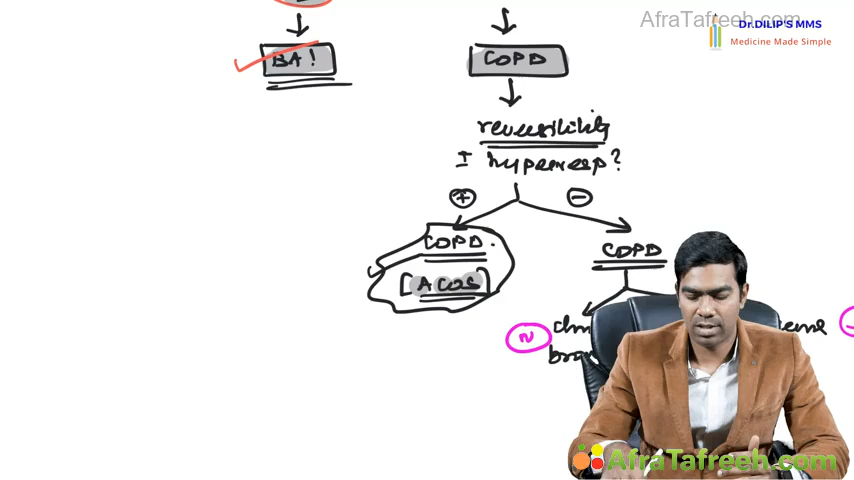 AfraTafreeh.com
Dr.DILIP'S MMS
Medicine Made Simple
BA!
COPD
reversibility
I hyperresp?
+ −
COPD.
COPD
[ACOS]
N
AfraTafreeh.com